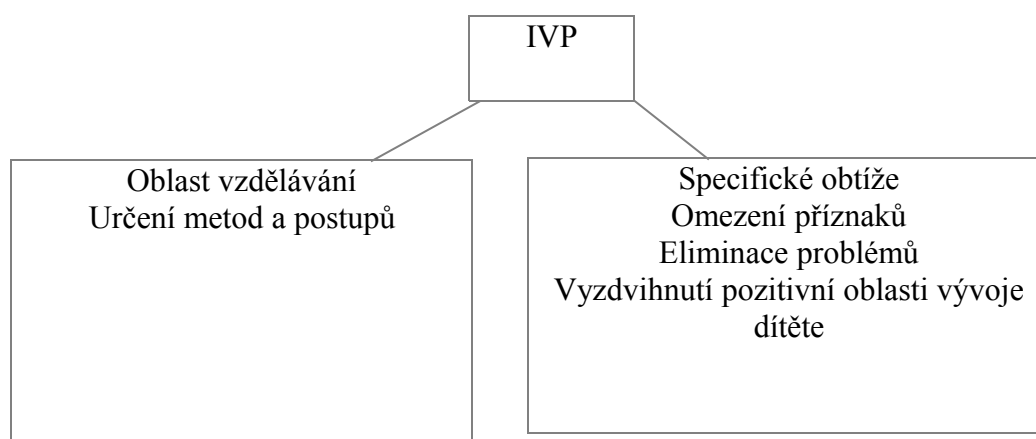 IVP
Oblast vzdělávání
Určení metod a postupů
Specifické obtíže
Omezení příznaků
Eliminace problémů
Vyzdvihnutí pozitivní oblasti vývoje
dítěte